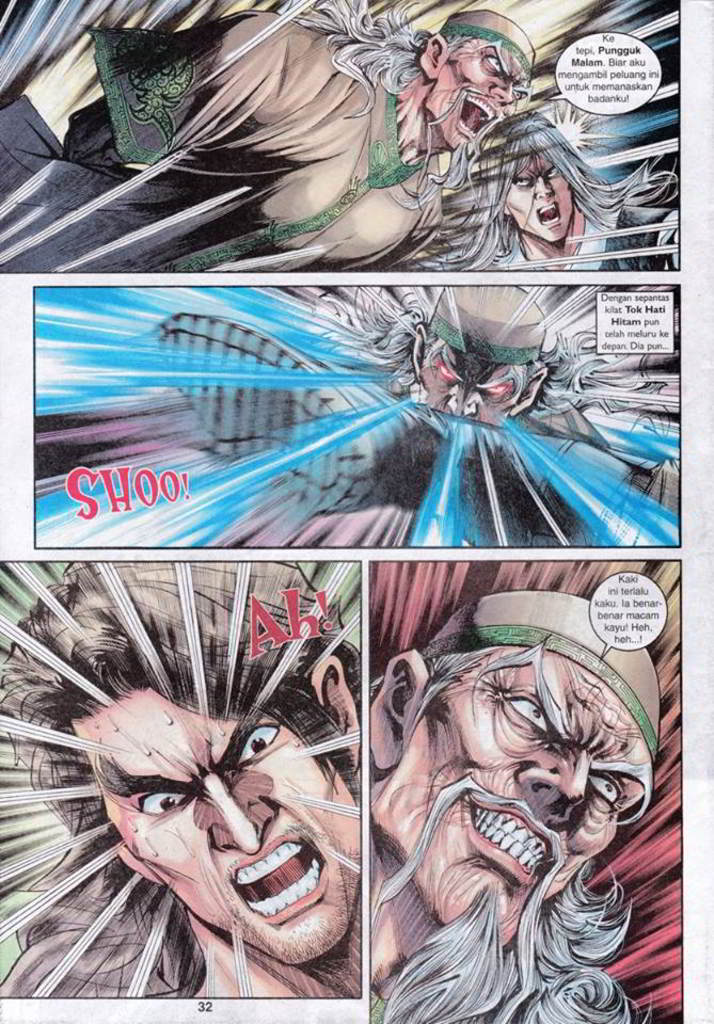 Ke
tepi, Pungguk
Malam. Biar aku
mengambil peluang ini
untuk memanaskan
badanku!
Dengan sepantas
kilat Tok Hati
Hitam pun
telah meluru ke
depan. Dia pun...
SHOO!
Ah!
Kaki
ini terlalu
kaku. Ia benar-
benar macam
kayu! Heh,
heh...!
32